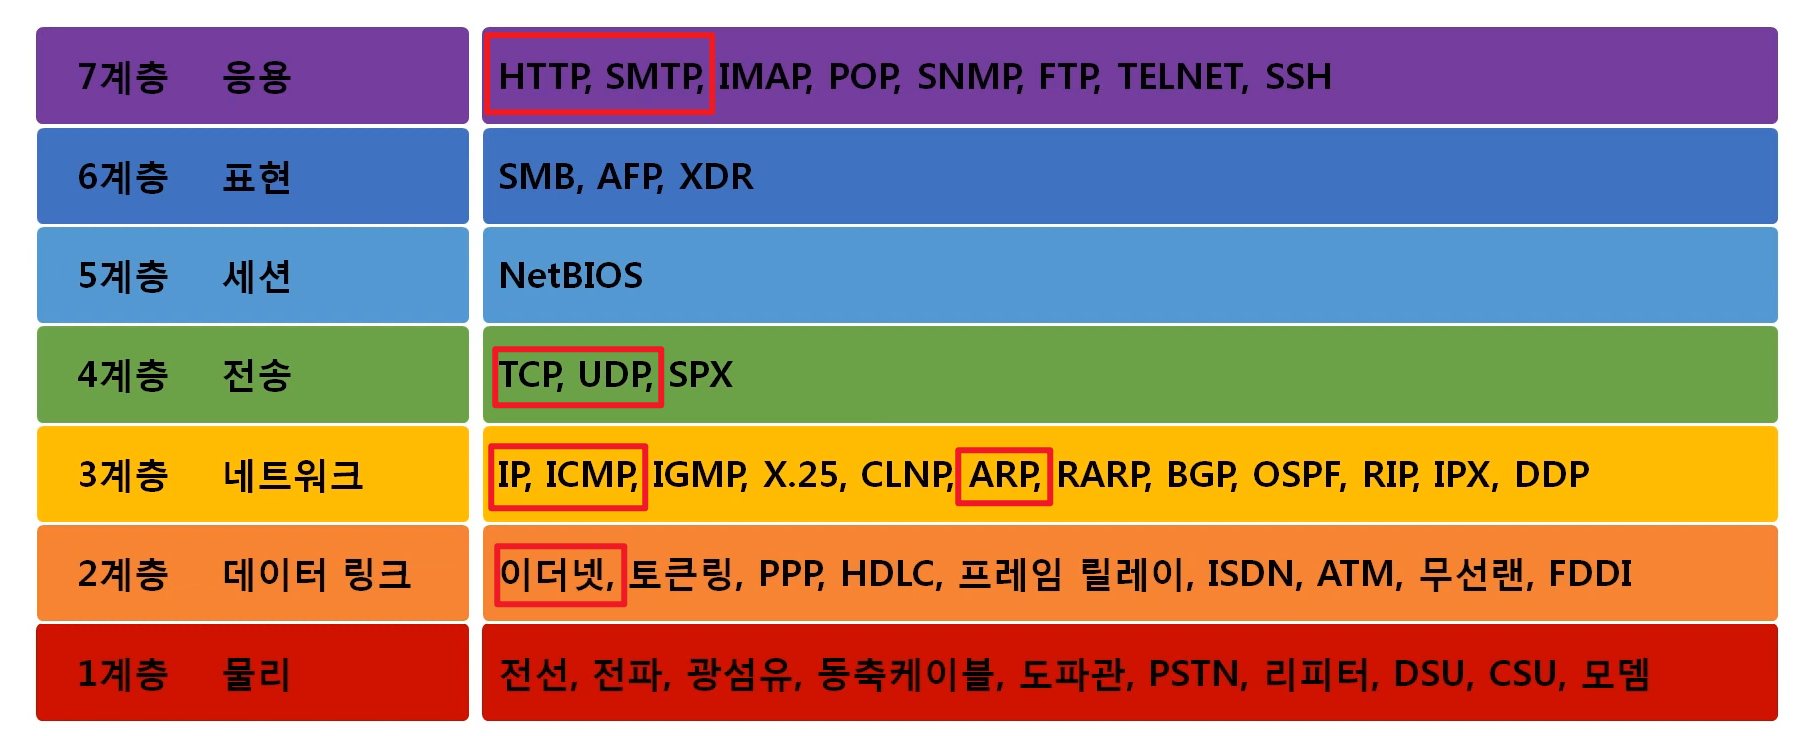 7계층 응용 HTTP, SMTP, IMAP, POP, SNMP, FTP, TELNET, SSH
6계층 표현 SMB, AFP, XDR
5계층 세션 NetBIOS
4계층 전송 TCP, UDP, SPX
3계층 네트워크 IP, ICMP, IGMP, X.25, CLNP, ARP, RARP, BGP, OSPF, RIP, IPX, DDP
2계층 데이터 링크 이더넷, 토큰링, PPP, HDLC, 프레임 릴레이, ISDN, ATM, 무선랜, FDDI
1계층 물리 전선, 전파, 광섬유, 동축케이블, 도파관, PSTN, 리피터, DSU, CSU, 모뎀